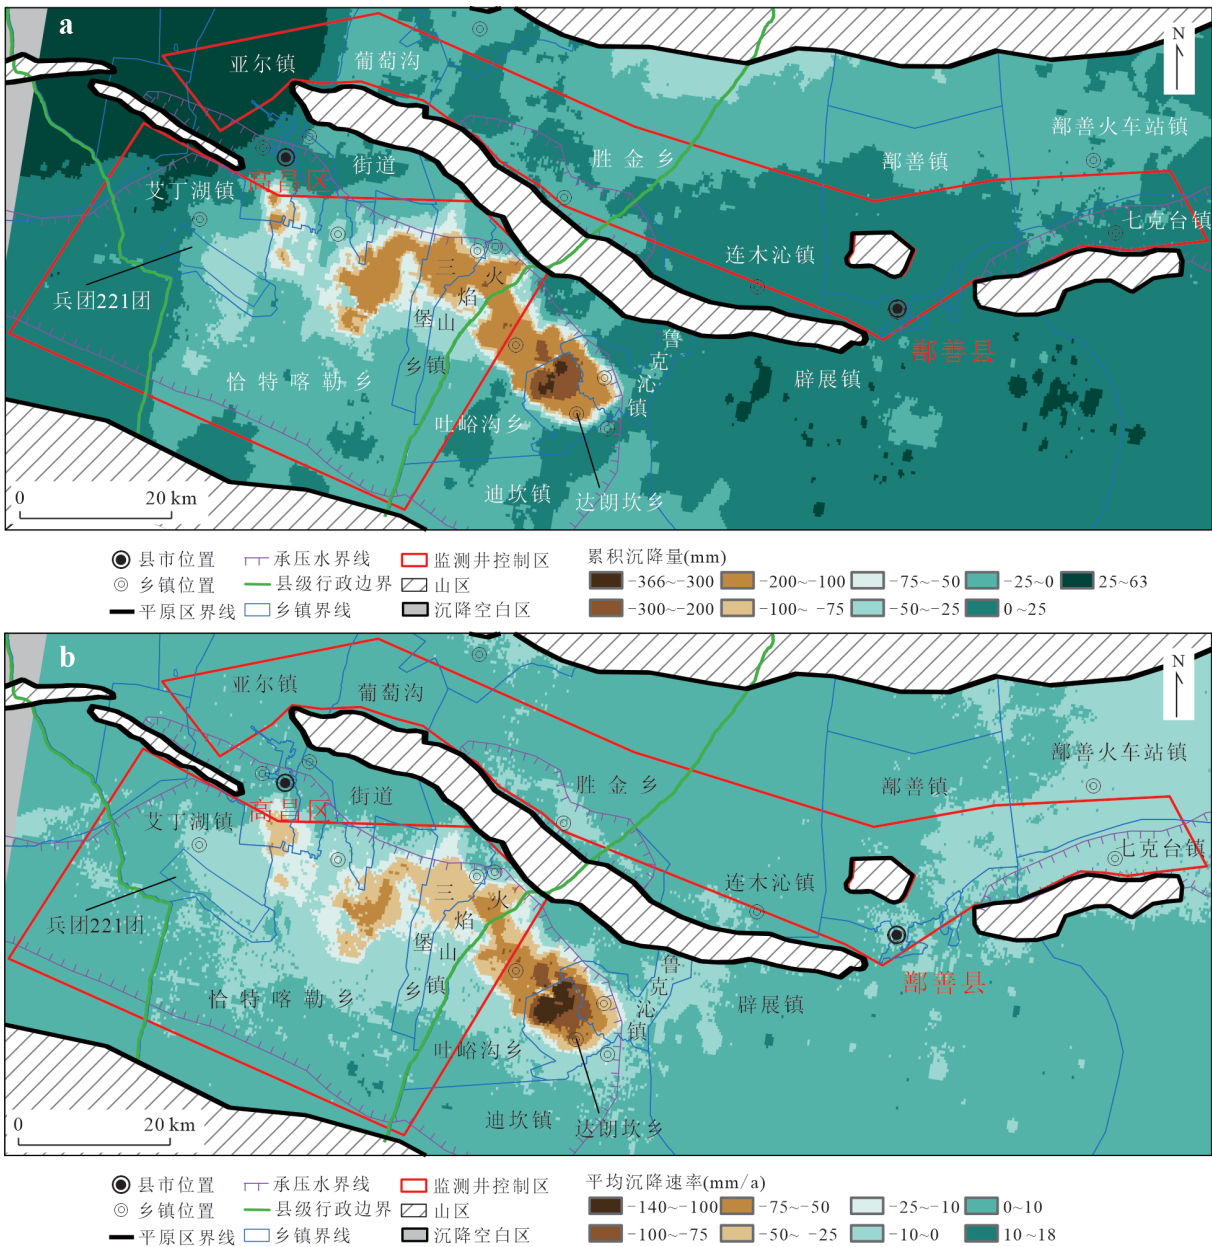 a
N
亚尔镇
葡萄沟
鄯善火车站镇
胜金乡
鄯善镇
街道
高昌区
艾丁湖镇
七克台镇
连木沁镇
兵团221团
三堡乡
火焰山镇
鄯善县
鲁克沁镇
辟展镇
恰特喀勒乡
吐峪沟乡
迪坎镇
达朗坎乡
0 20 km
县市位置 承压水界线 监测井控制区
乡镇位置 县级行政边界 山区
平原区界线 乡镇界线 沉降空白区
累积沉降量(mm)
-366~-300 -200~-100 -75~-50 -25~0 25~63
-300~-200 -100~ -75 -50~-25 0~25
b
N
亚尔镇
葡萄沟
鄯善火车站镇
胜金乡
鄯善镇
街道
高昌区
艾丁湖镇
七克台镇
连木沁镇
兵团221团
三堡乡
火焰山镇
鄯善县
鲁克沁镇
辟展镇
恰特喀勒乡
吐峪沟乡
迪坎镇
达朗坎乡
0 20 km
县市位置 承压水界线 监测井控制区
乡镇位置 县级行政边界 山区
平原区界线 乡镇界线 沉降空白区
平均沉降速率(mm/a)
-140~-100 -75~-50 -25~-10 0~10
-100~-75 -50~ -25 -10~0 10~18